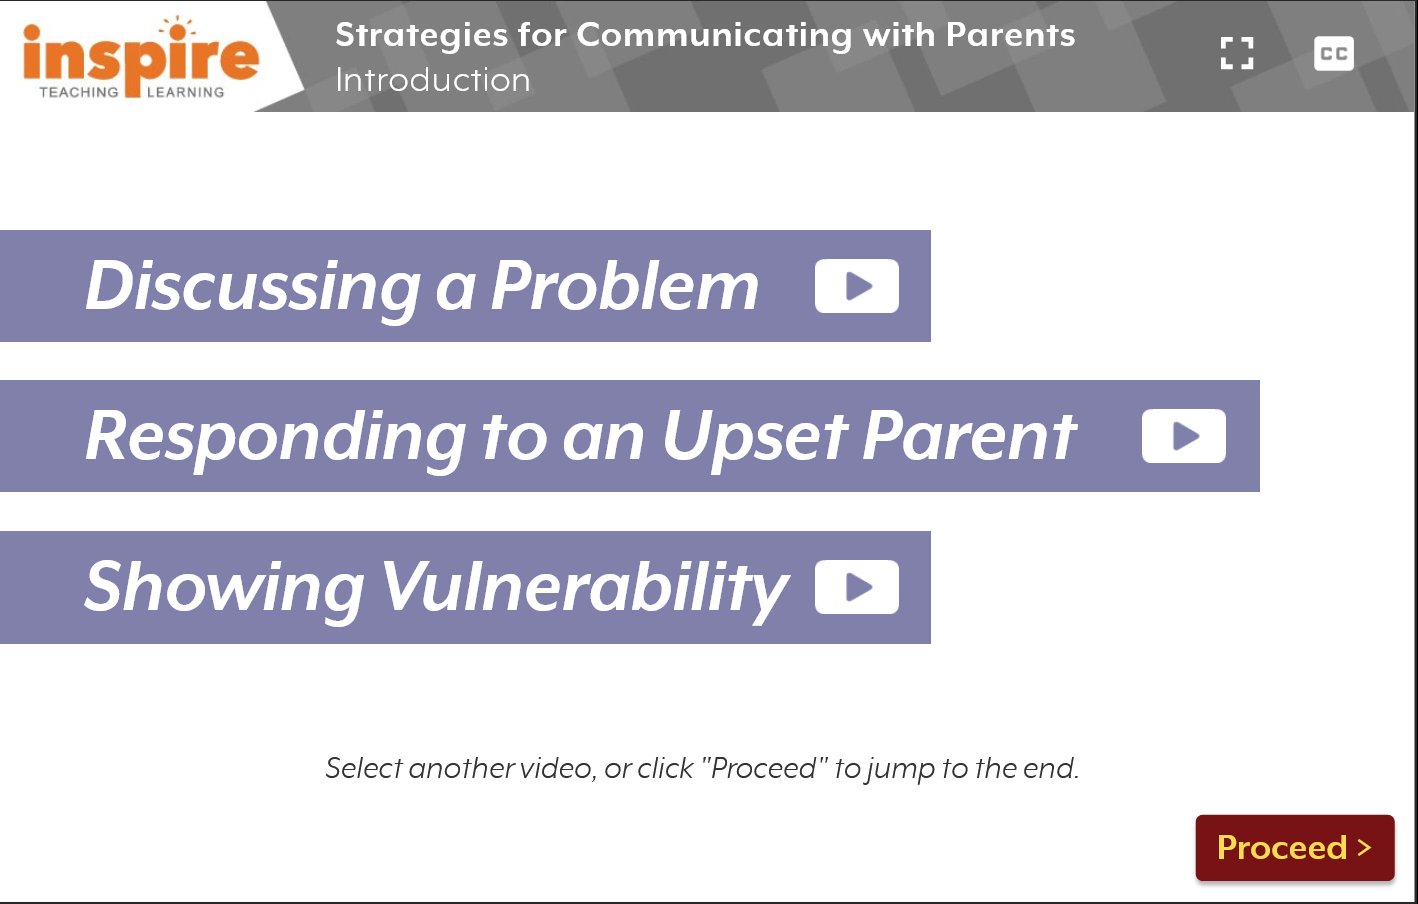 inspire
TEACHING LEARNING
Strategies for Communicating with Parents
Introduction
CC
Discussing a Problem
Responding to an Upset Parent
Showing Vulnerability
Select another video, or click "Proceed" to jump to the end.
Proceed >